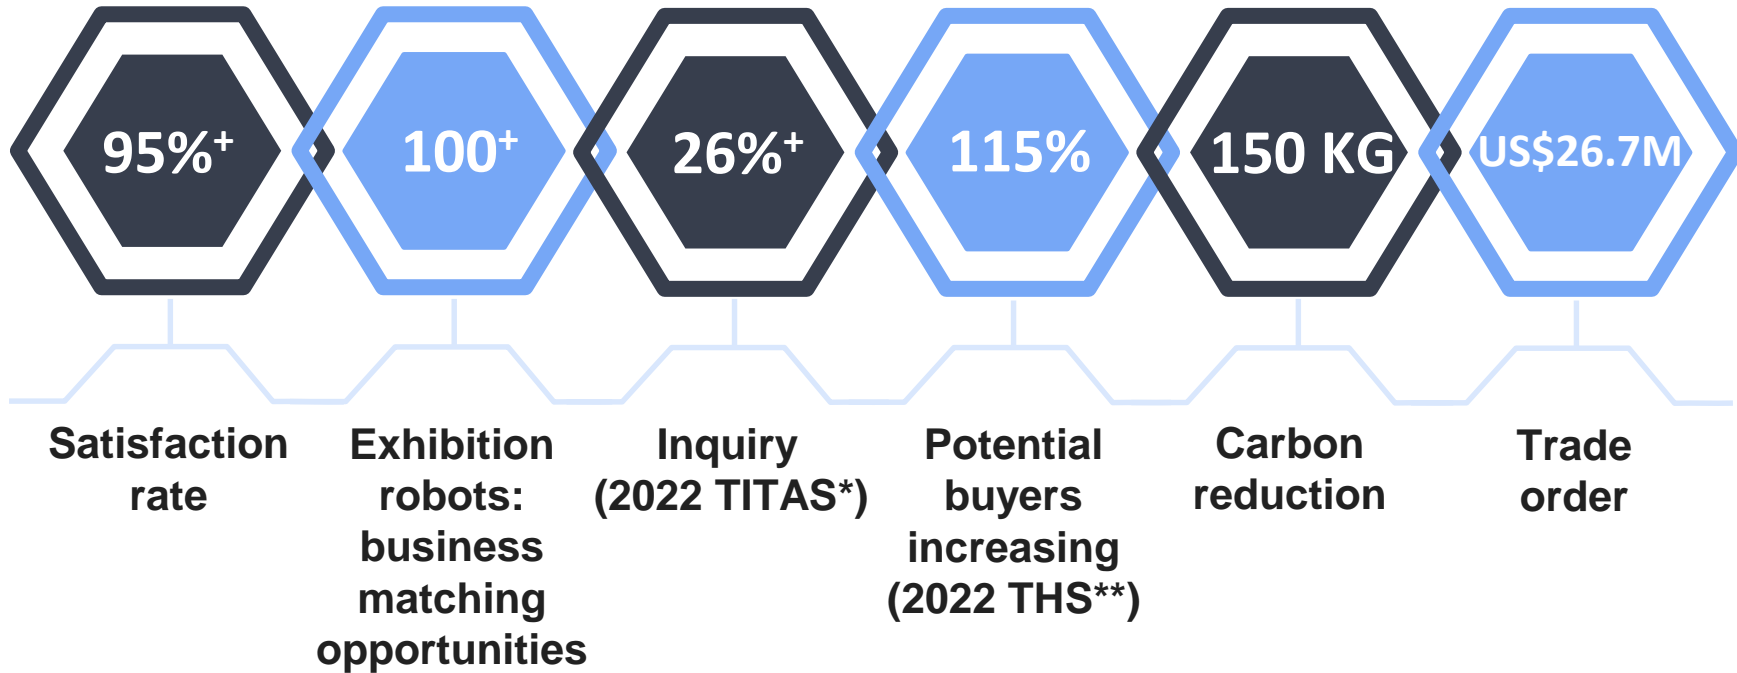 95%+
100+
26%+
115%
150 KG
US$26.7M
Satisfaction
rate
Exhibition
robots:
business
matching
opportunities
Inquiry
(2022 TITAS*)
Potential
buyers
increasing
(2022 THS**)
Carbon
reduction
Trade
order